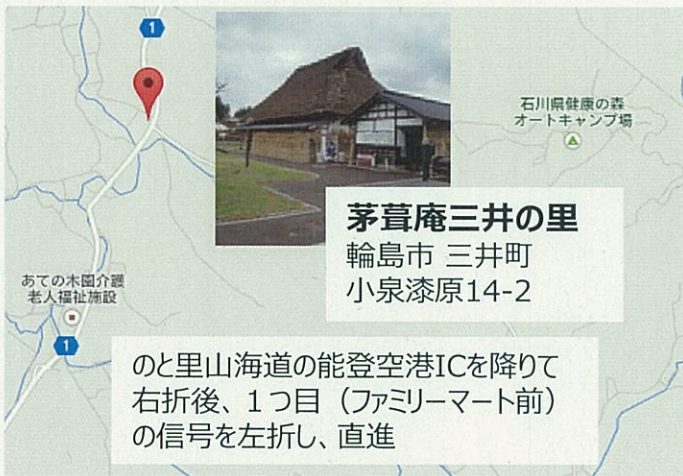 1
石川県健康の森
オートキャンプ場
茅葺庵三井の里
輪島市 三井町
小泉漆原14-2
あての木園介護
老人福祉施設
1
のと里山海道の能登空港ICを降りて
右折後、１つ目（ファミリーマート前）
の信号を左折し、直進